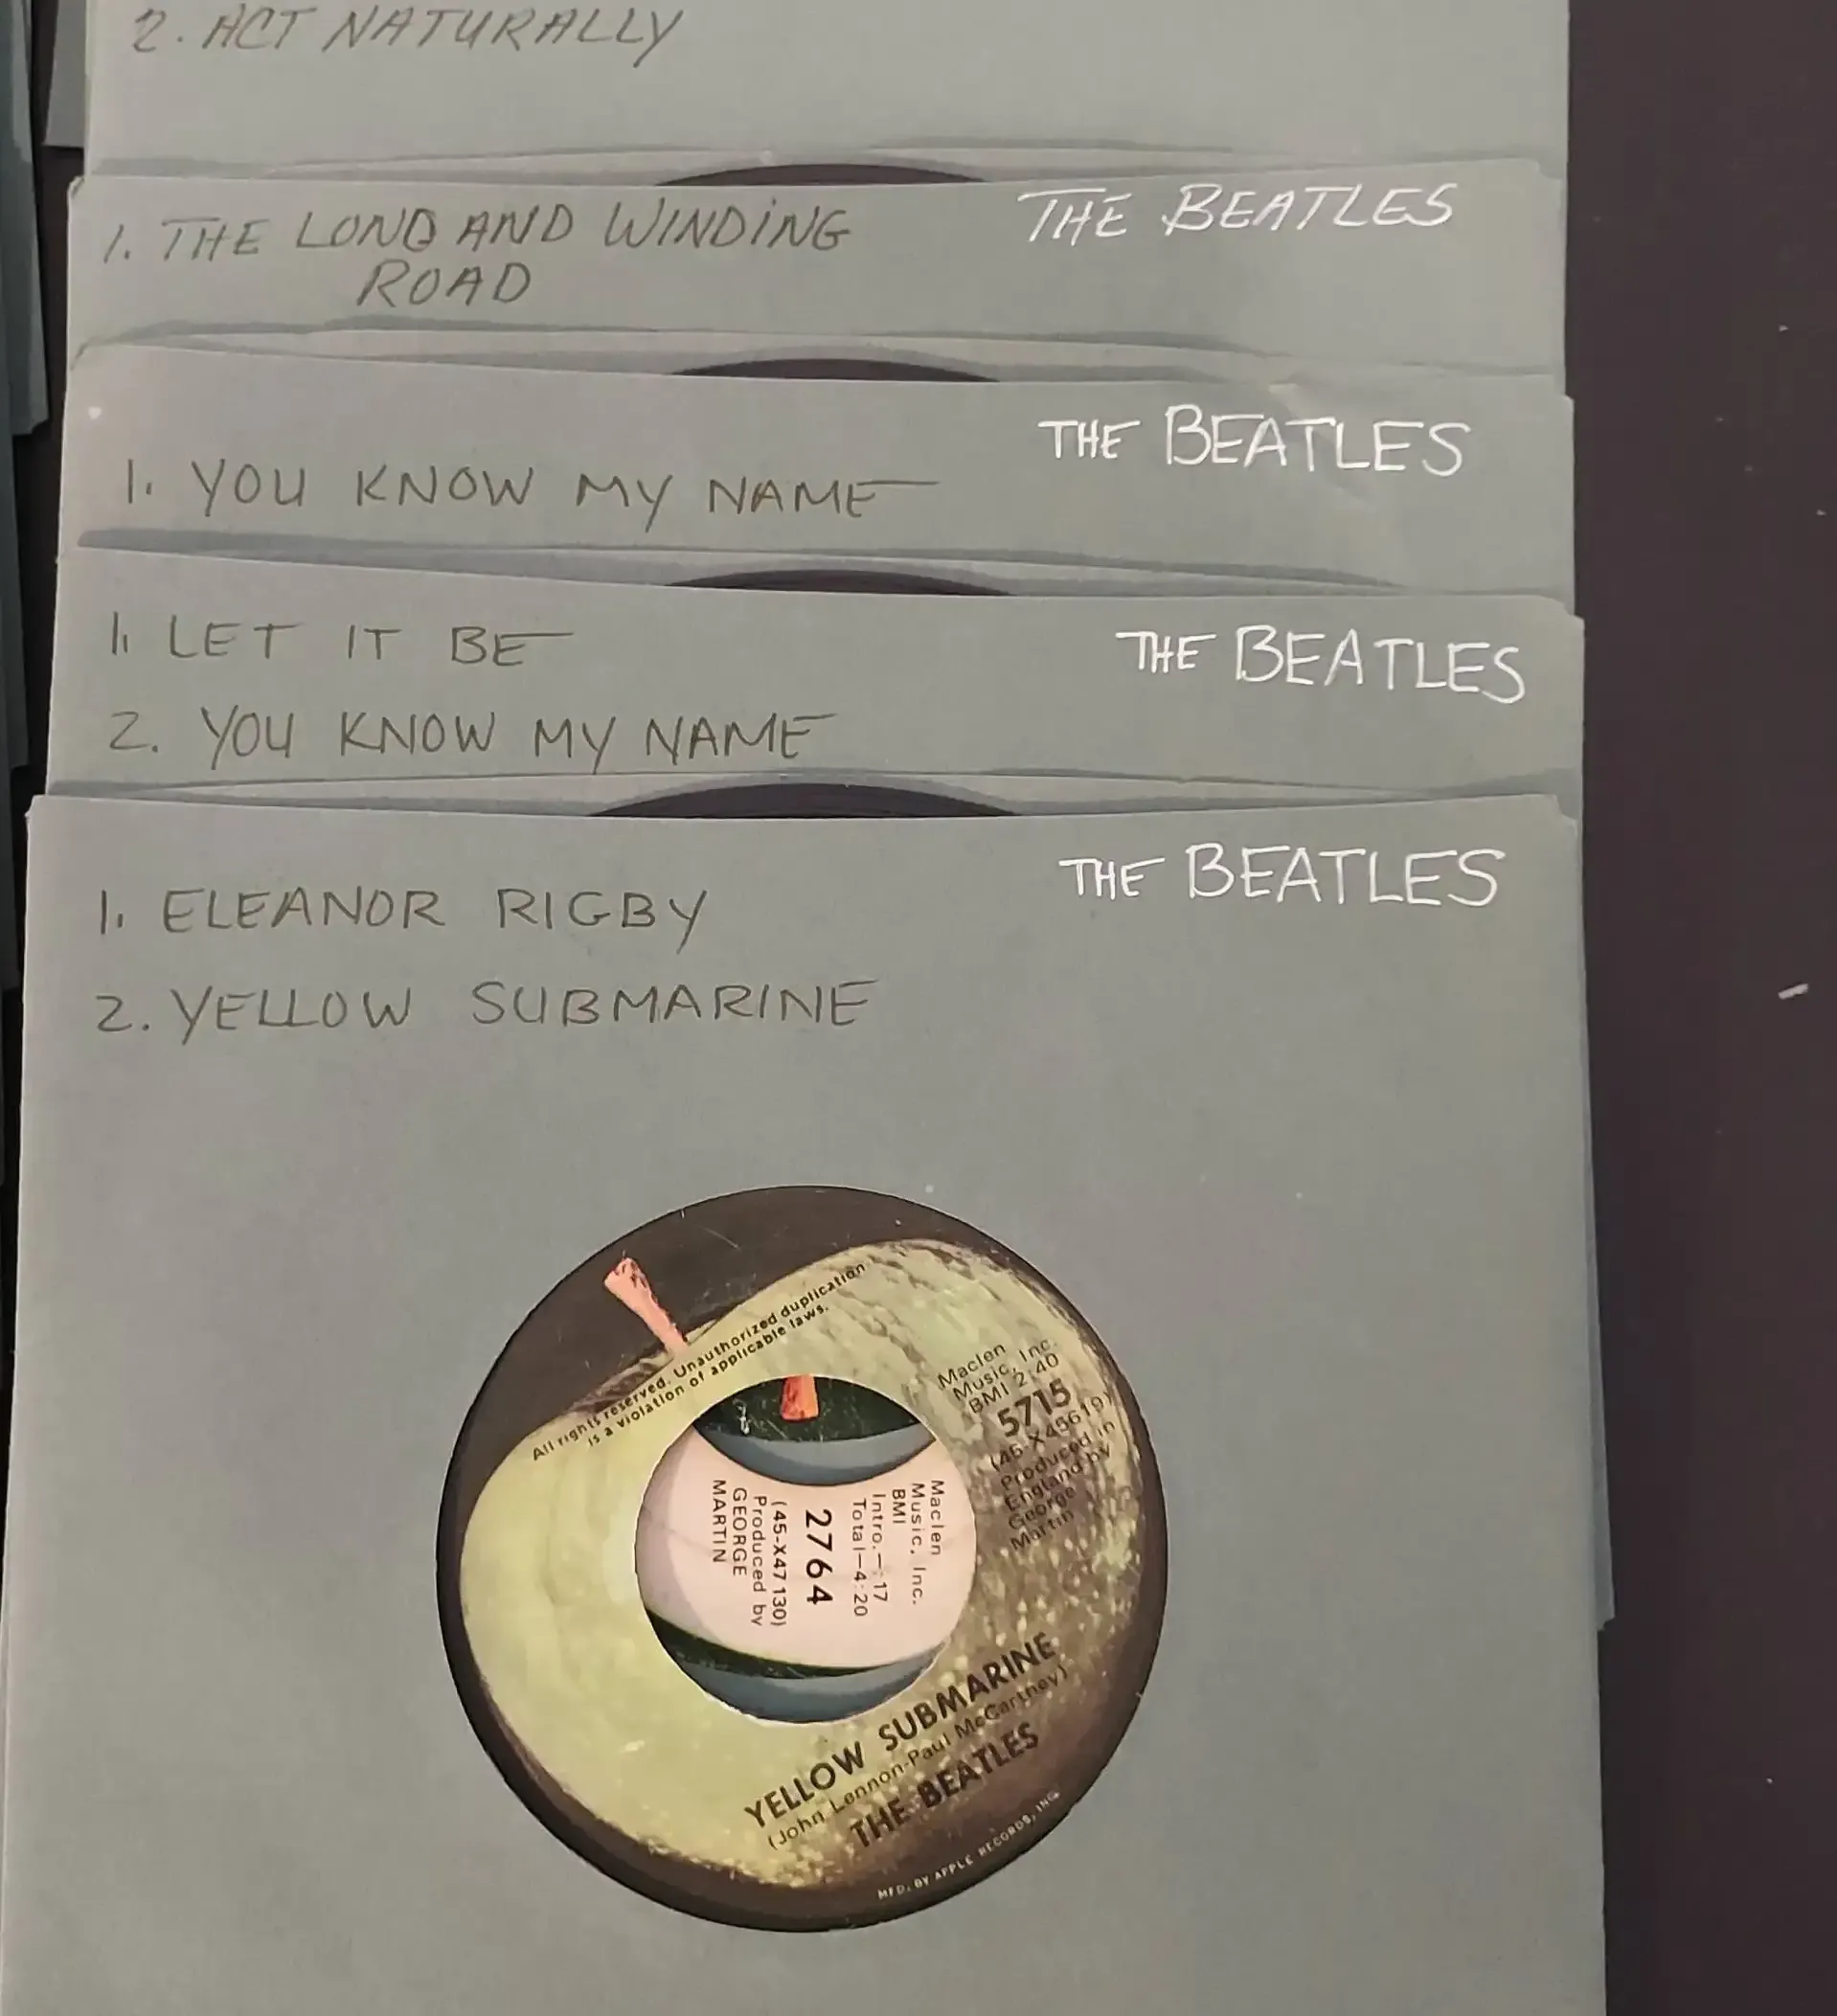 2. ACT NATURALLY
1. THE LONG AND WINDING
ROAD
THE BEATLES
1. YOU KNOW MY NAME
THE BEATLES
1. LET IT BE
2. YOU KNOW MY NAME
THE BEATLES
1. ELEANOR RIGBY
2. YELLOW SUBMARINE
THE BEATLES
All rights reserved. Unauthorized duplication
is a violation of applicable laws.
Maclen
Music, Inc.
BMI 2:40
5715
(45-X45619)
Produced in
England by
George
Martin
Maclen
Music, Inc.
BMI
Intro.—:17
Total—4:20
2764
(45-X47130)
Produced by
GEORGE
MARTIN
YELLOW SUBMARINE
(John Lennon-Paul McCartney)
THE BEATLES
MFD. BY APPLE RECORDS, INC.